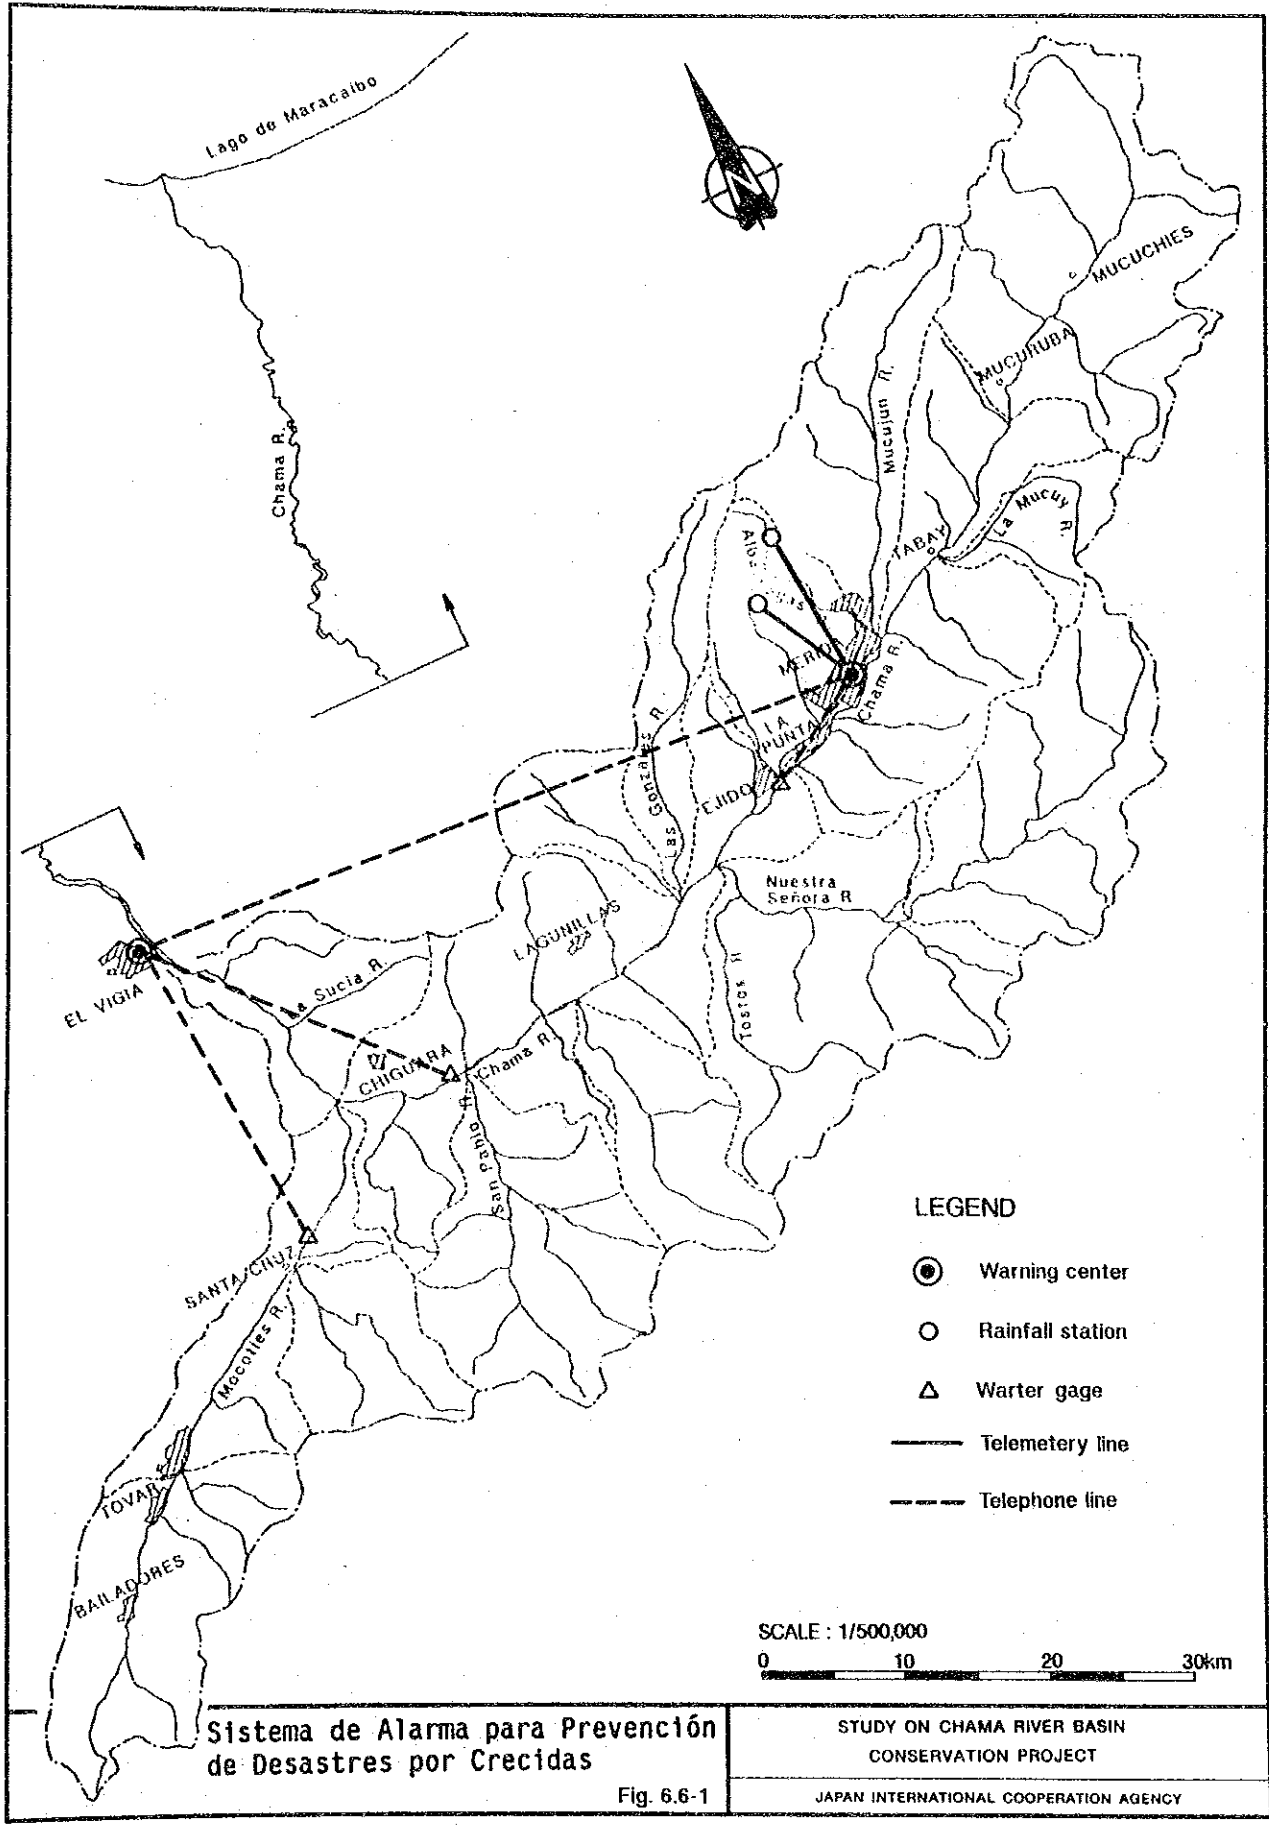 Lago de Maracaibo
N
MUCUCHIES
MUCURUBA
Mucujun R.
Chama R.
La Mucuy R.
TABAY
MERIDA
Chama R.
LA
PUNTA
Las Gonzales R.
EJIDO
Nuestra
Señora R
LAGUNILLAS
EL VIGIA
Sucia R.
CHIGUARA
Chama R.
San Pablo R.
SANTA CRUZ
Mocoties R.
TOVAR
BAILADORES
LEGEND
Warning center
Rainfall station
Warter gage
Telemetery line
Telephone line
SCALE : 1/500,000
0 10 20 30km
Sistema de Alarma para Prevención
de Desastres por Crecidas
Fig. 6.6-1
STUDY ON CHAMA RIVER BASIN
CONSERVATION PROJECT
JAPAN INTERNATIONAL COOPERATION AGENCY